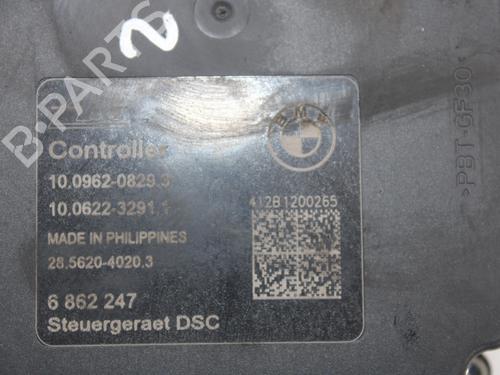 2
B-PARTS
BMW
Controller
10.0962-0829.3
10.0622-3291.1
412B1200265
MADE IN PHILIPPINES
28.5620-4020.3
6 862 247
Steuergeraet DSC
>PBT-GF30<